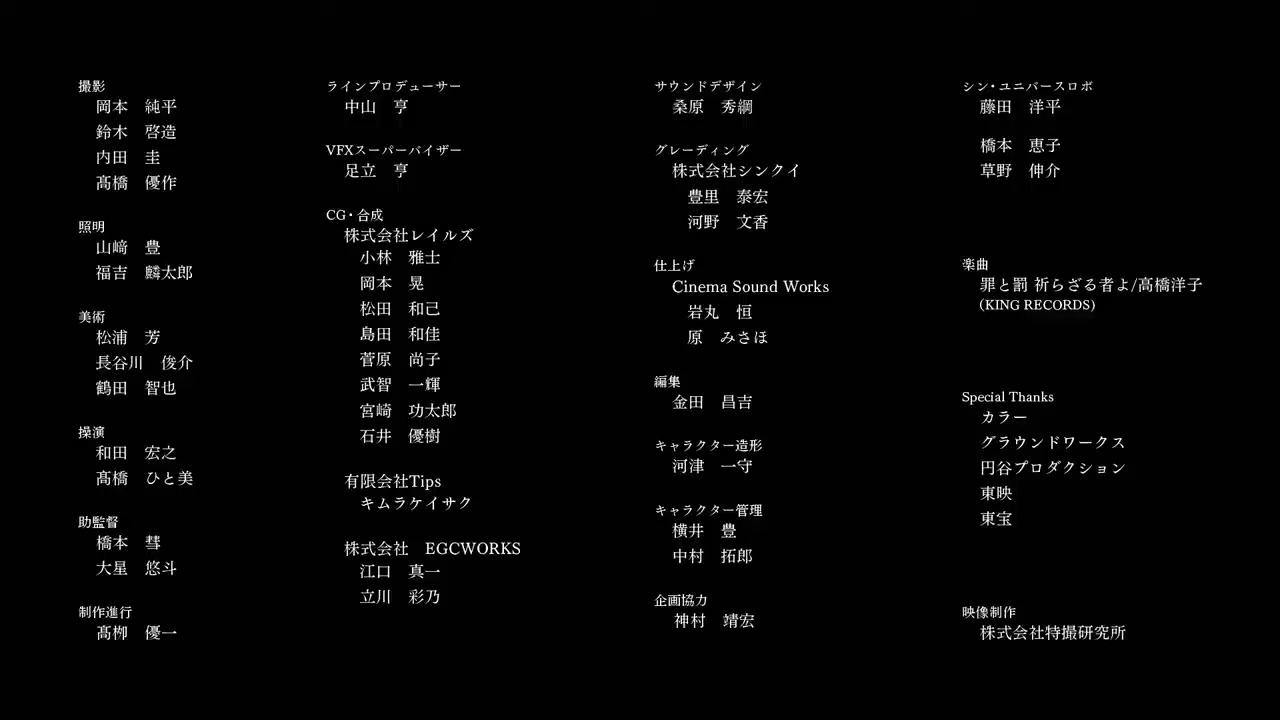 撮影
岡本　純平
鈴木　啓造
内田　圭
髙橋　優作
照明
山﨑　豊
福吉　麟太郎
美術
松浦　芳
長谷川　俊介
鶴田　智也
操演
和田　宏之
髙橋　ひと美
助監督
橋本　彗
大星　悠斗
制作進行
髙栁　優一
ラインプロデューサー
中山　亨
VFXスーパーバイザー
足立　亨
CG・合成
株式会社レイルズ
小林　雅士
岡本　晃
松田　和己
島田　和佳
菅原　尚子
武智　一輝
宮崎　功太郎
石井　優樹
有限会社Tips
キムラケイサク
株式会社　EGCWORKS
江口　真一
立川　彩乃
サウンドデザイン
桑原　秀綱
グレーディング
株式会社シンクイ
豊里　泰宏
河野　文香
仕上げ
Cinema Sound Works
岩丸　恒
原　みさほ
編集
金田　昌吉
キャラクター造形
河津　一守
キャラクター管理
横井　豊
中村　拓郎
企画協力
神村　靖宏
シン・ユニバースロボ
藤田　洋平
橋本　恵子
草野　伸介
楽曲
罪と罰 祈らざる者よ/高橋洋子
(KING RECORDS)
Special Thanks
カラー
グラウンドワークス
円谷プロダクション
東映
東宝
映像制作
株式会社特撮研究所